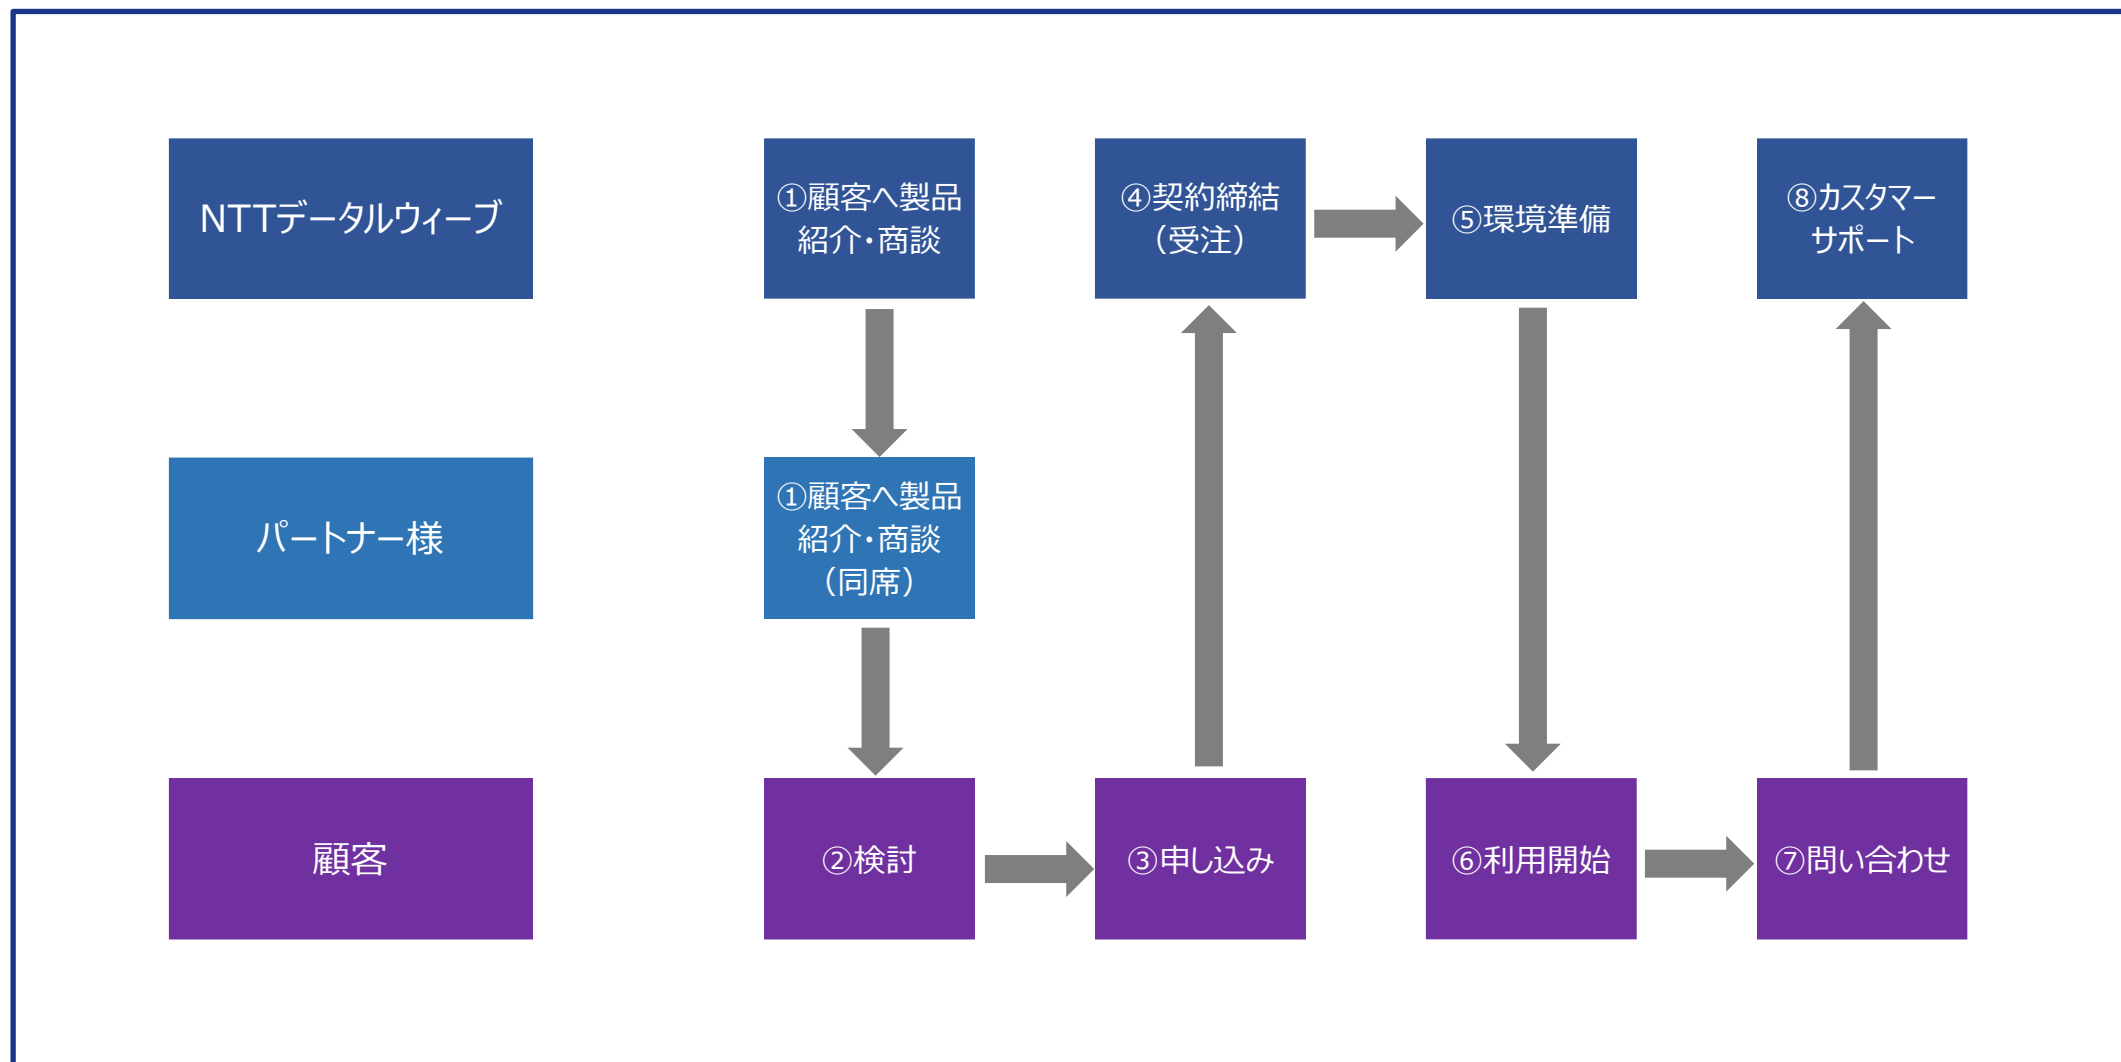 NTTデータルウィーブ
①顧客へ製品
紹介・商談
④契約締結
（受注）
⑤環境準備
⑧カスタマー
サポート
パートナー様
①顧客へ製品
紹介・商談
（同席）
顧客
②検討
③申し込み
⑥利用開始
⑦問い合わせ